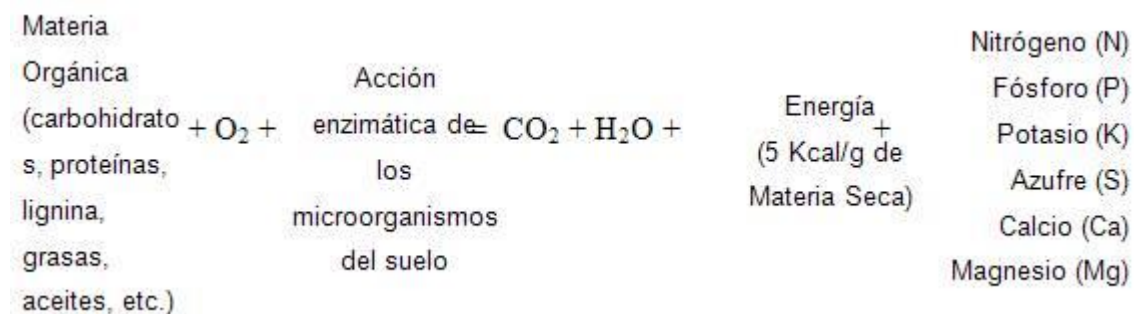 Materia
Orgánica
(carbohidrato
s, proteínas,
lignina,
grasas,
aceites, etc.)
+ O₂ +
Acción
enzimática de
los
microorganismos
del suelo
= CO₂ + H₂O +
Energía
(5 Kcal/g de
Materia Seca)
+
Nitrógeno (N)
Fósforo (P)
Potasio (K)
Azufre (S)
Calcio (Ca)
Magnesio (Mg)